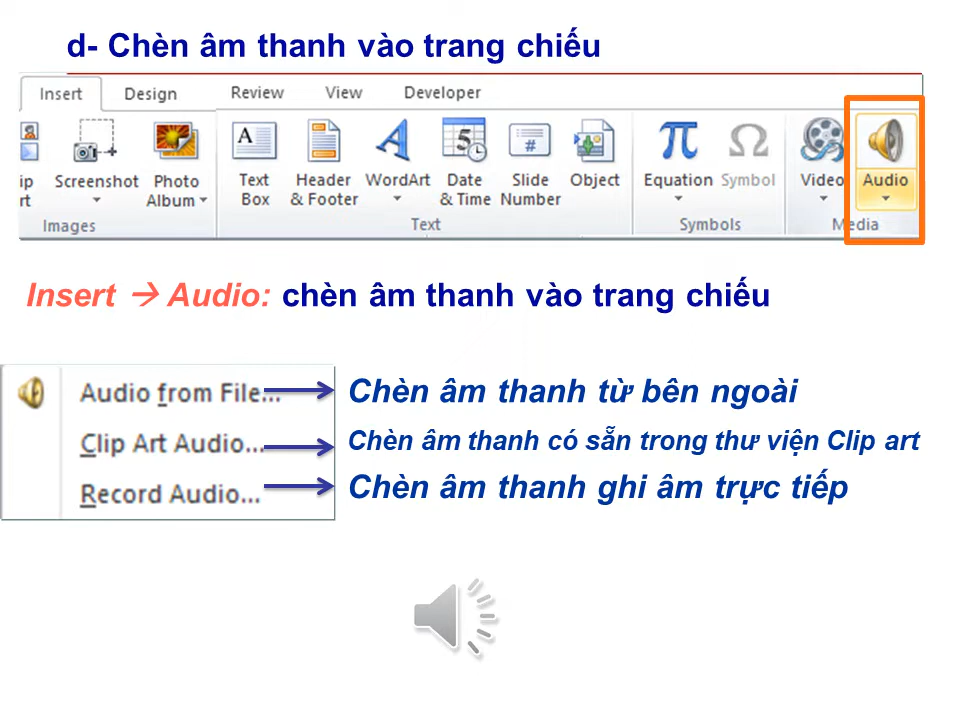 d- Chèn âm thanh vào trang chiếu
Insert Design Review View Developer
ip Screenshot Photo Text Header WordArt Date Slide Object Equation Symbol Video Audio
rt Album Box & Footer & Time Number
Images Text Symbols Media
Insert → Audio: chèn âm thanh vào trang chiếu
Audio from File... Chèn âm thanh từ bên ngoài
Clip Art Audio... Chèn âm thanh có sẵn trong thư viện Clip art
Record Audio... Chèn âm thanh ghi âm trực tiếp